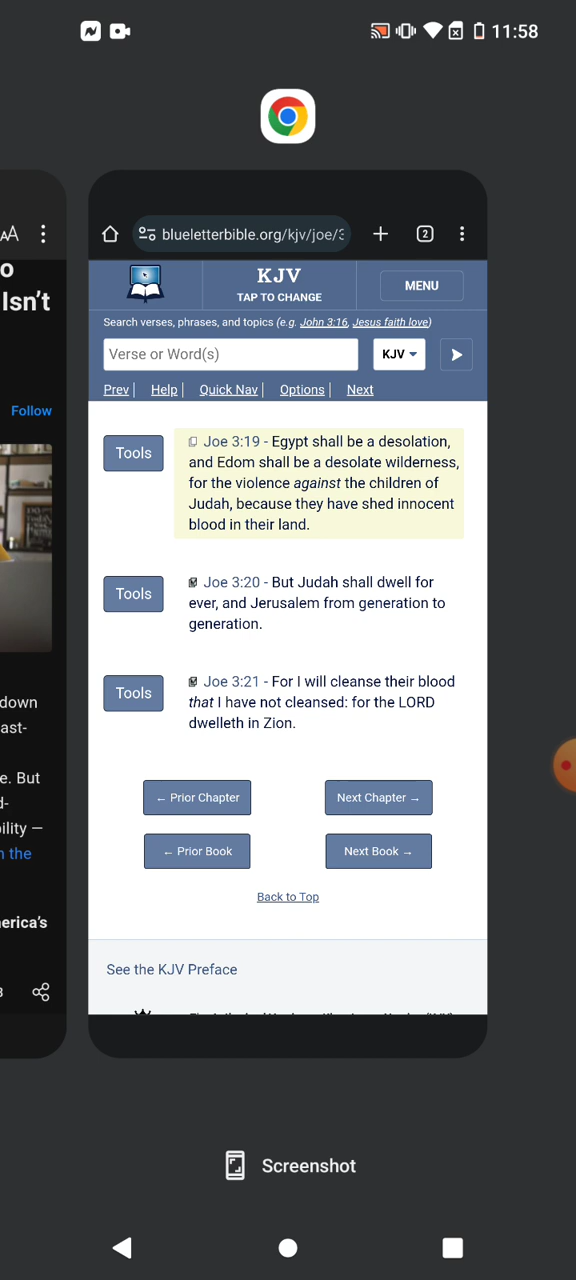 11:58
AA
Isn't
Follow
down
ast-
e. But
d-
bility —
n the
erica's
blueletterbible.org/kjv/joe/3
2
KJV
TAP TO CHANGE
MENU
Search verses, phrases, and topics (e.g. John 3:16, Jesus faith love)
Verse or Word(s)
KJV
Prev | Help | Quick Nav | Options | Next
Tools
Joe 3:19 - Egypt shall be a desolation,
and Edom shall be a desolate wilderness,
for the violence against the children of
Judah, because they have shed innocent
blood in their land.
Tools
Joe 3:20 - But Judah shall dwell for
ever, and Jerusalem from generation to
generation.
Tools
Joe 3:21 - For I will cleanse their blood
that I have not cleansed: for the LORD
dwelleth in Zion.
← Prior Chapter
Next Chapter →
← Prior Book
Next Book →
Back to Top
See the KJV Preface
Screenshot